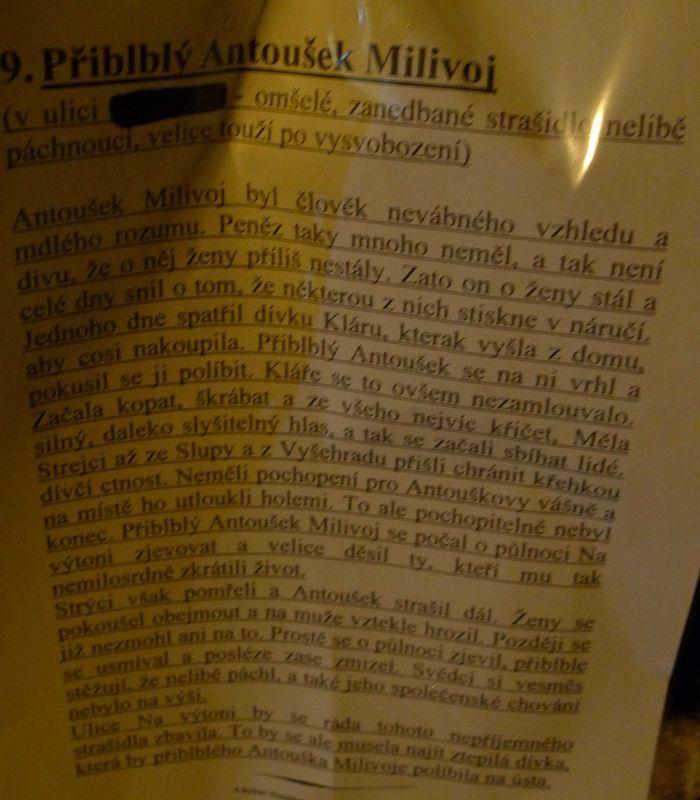 9. Přiblblý Antoušek Milivoj
(v ulici - omšelé, zanedbané strašidlo nelibě
páchnoucí, velice touží po vysvobození)
Antoušek Milivoj byl člověk nevábného vzhledu a
mdlého rozumu. Peněz taky mnoho neměl, a tak není
divu, že o něj ženy příliš nestály. Zato on o ženy stál a
celé dny snil o tom, že některou z nich stiskne v náručí.
Jednoho dne spatřil dívku Kláru, kterak vyšla z domu,
aby cosi nakoupila. Přiblblý Antoušek se na ni vrhl a
pokusil se ji políbit. Kláře se to ovšem nezamlouvalo.
Začala kopat, škrábat a ze všeho nejvíc křičet. Měla
silný, daleko slyšitelný hlas, a tak se začali sbíhat lidé.
Strejci až ze Slupy a z Vyšehradu přišli chránit křehkou
dívčí ctnost. Neměli pochopení pro Antouškovy vášně a
na místě ho utloukli holemi. To ale pochopitelně nebyl
konec. Přiblblý Antoušek Milivoj se počal o půlnoci Na
výtoni zjevovat a velice děsil ty, kteří mu tak
nemilosrdně zkrátili život.
Strýci však pomřeli a Antoušek strašil dál. Ženy se
pokoušel obejmout a na muže vztekle hrozil. Později se
již nezmohl ani na to. Prostě se o půlnoci zjevil, přiblble
se usmíval a posléze zase zmizel. Svědci si vesměs
stěžují, že nelibě páchl, a také jeho společenské chování
nebylo na výši.
Ulice Na výtoni by se ráda tohoto nepříjemného
strašidla zbavila. To by se ale musela najít ztepilá dívka,
která by přiblblého Antouška Milivoje políbila na ústa.